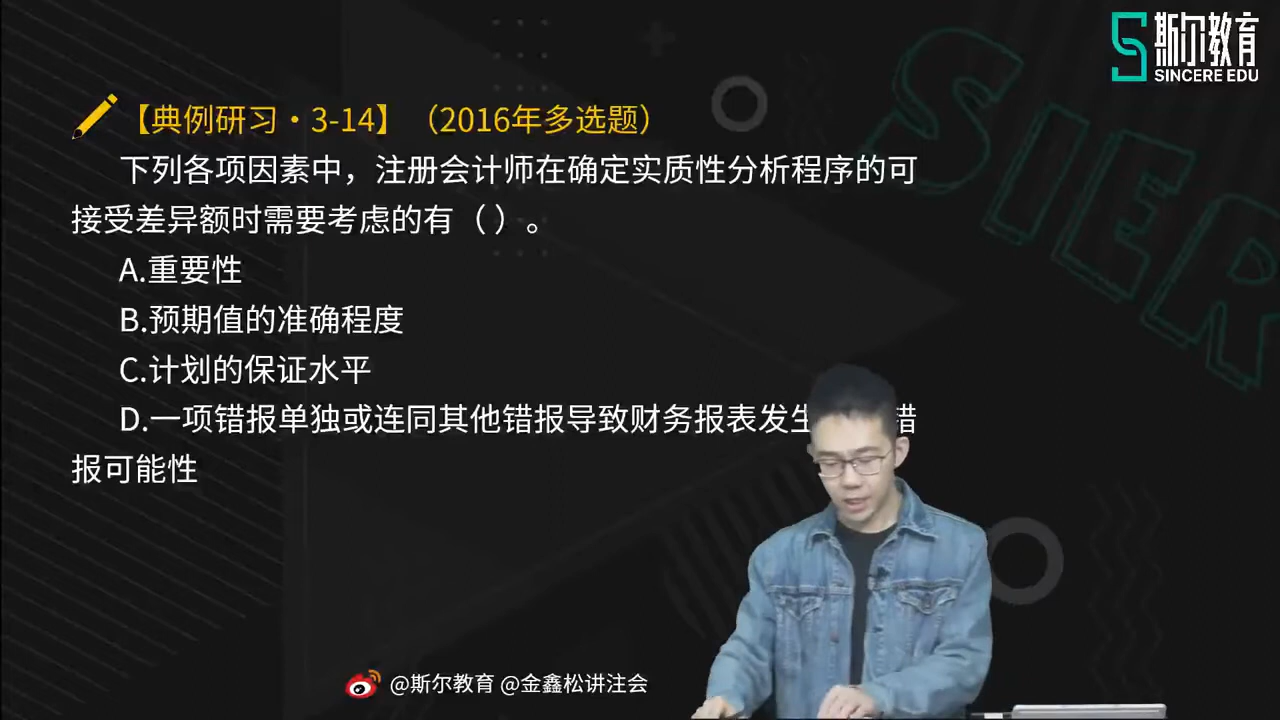 斯尔教育
SINCERE EDU
【典例研习·3-14】（2016年多选题）
下列各项因素中，注册会计师在确定实质性分析程序的可
接受差异额时需要考虑的有（ ）。
A.重要性
B.预期值的准确程度
C.计划的保证水平
D.一项错报单独或连同其他错报导致财务报表发生 错
报可能性
@斯尔教育 @金鑫松讲注会
SIER